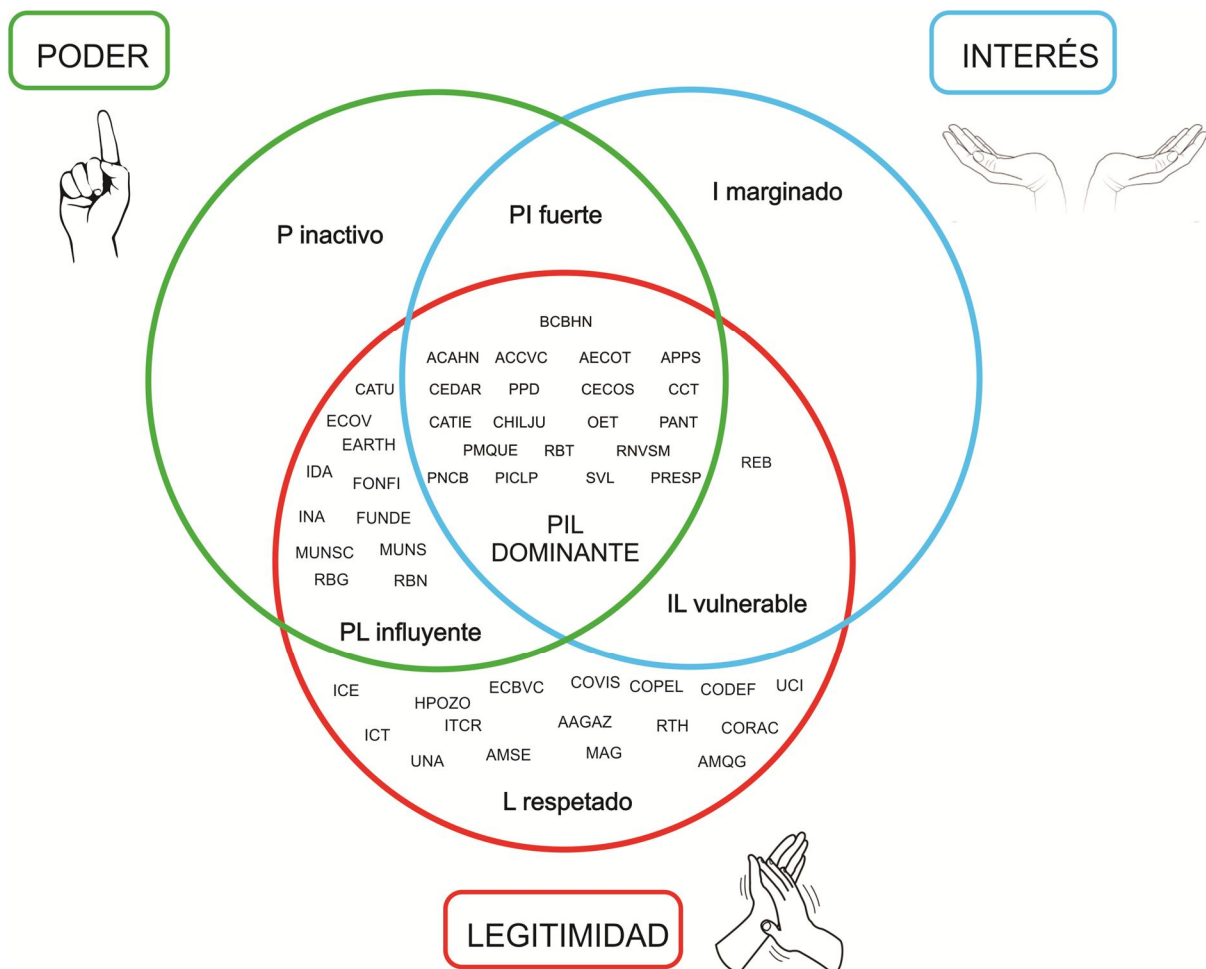 PODER
INTERÉS
I marginado
PI fuerte
P inactivo
BCBHN
ACAHN ACCVC AECOT APPS
CATU CEDAR PPD CECOS CCT
ECOV CATIE CHILJU OET PANT
EARTH
PMQUE RBT RNVSM
REB
IDA
FONFI PNCB PICLP SVL PRESP
INA FUNDE
PIL
DOMINANTE
MUNSC MUNS
RBG RBN
IL vulnerable
PL influyente
ICE HPOZO ECBVC COVIS COPEL CODEF UCI
ICT ITCR AAGAZ RTH CORAC
UNA AMSE MAG AMQG
L respetado
LEGITIMIDAD